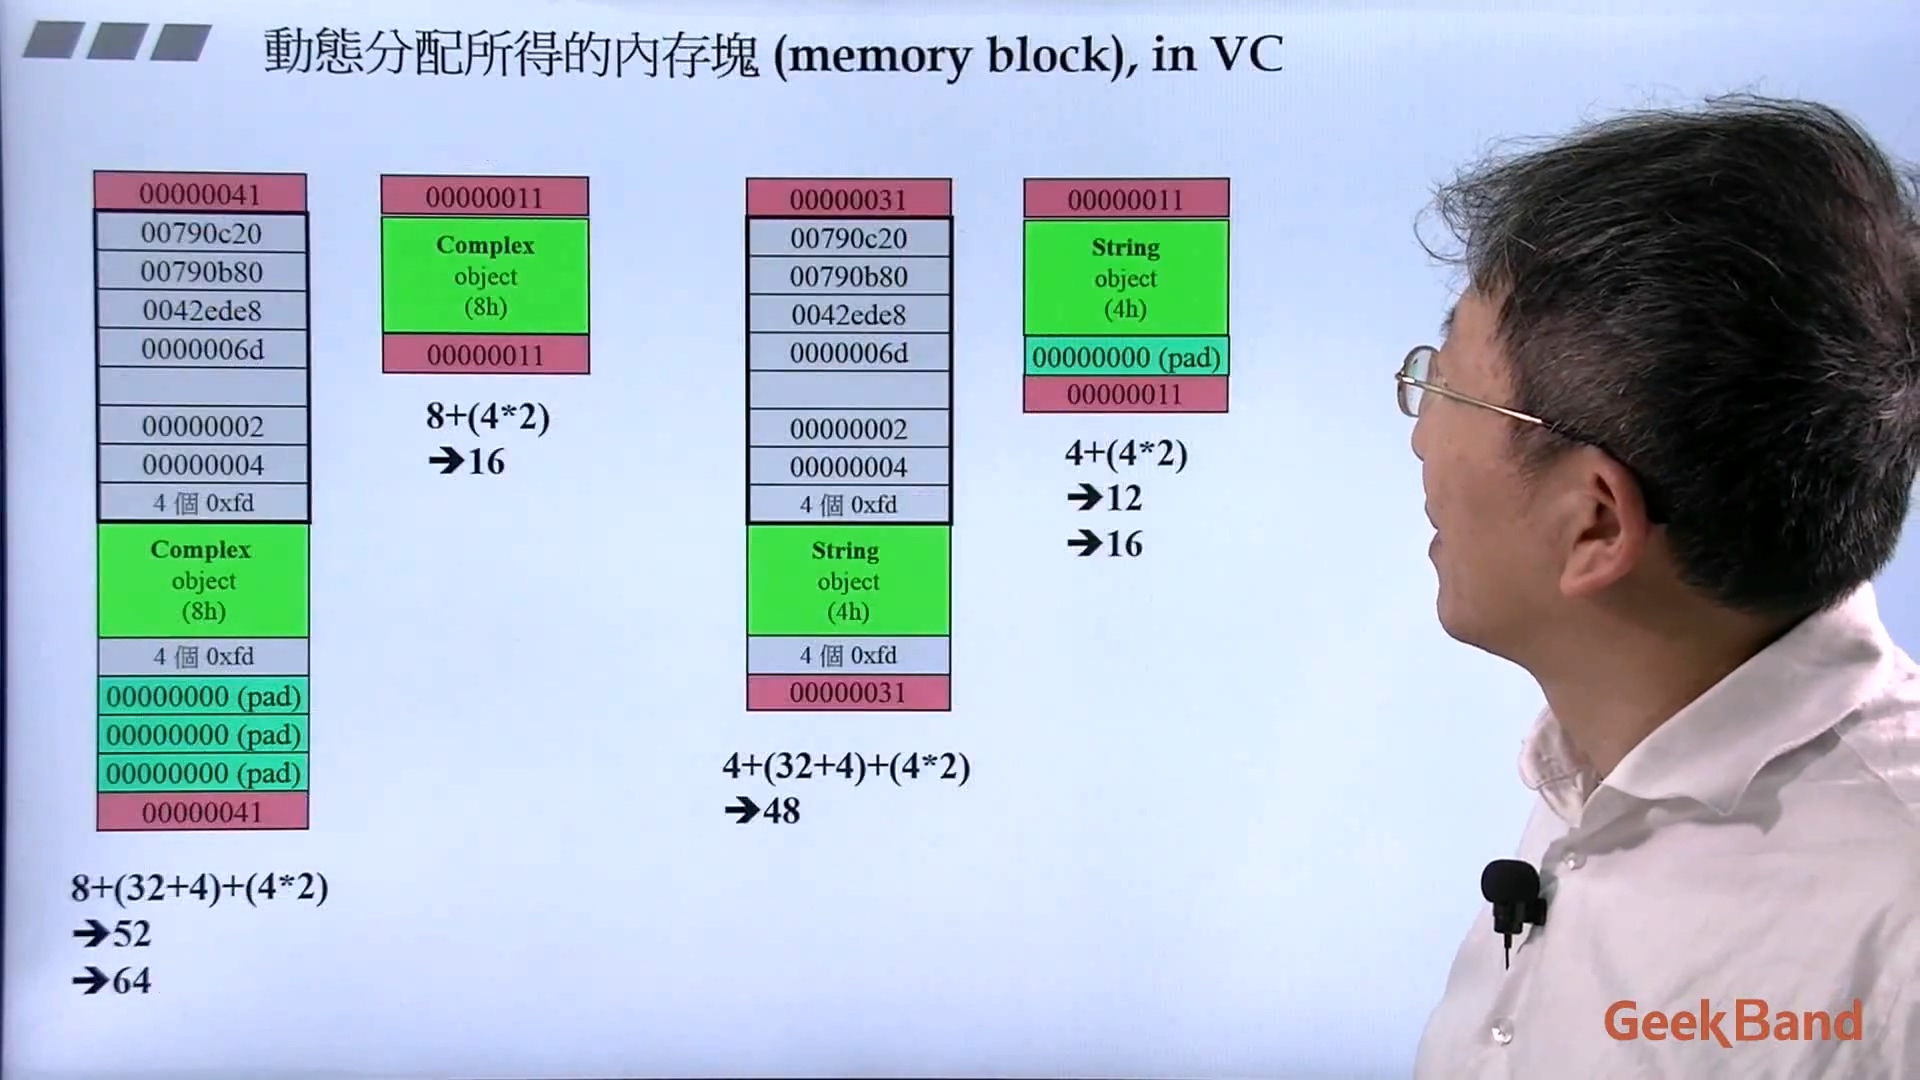 動態分配所得的內存塊 (memory block), in VC
00000041
00790c20
00790b80
0042ede8
0000006d
00000002
00000004
4 個 0xfd
Complex
object
(8h)
4 個 0xfd
00000000 (pad)
00000000 (pad)
00000000 (pad)
00000041
8+(32+4)+(4*2)
➔52
➔64
00000011
Complex
object
(8h)
00000011
8+(4*2)
➔16
00000031
00790c20
00790b80
0042ede8
0000006d
00000002
00000004
4 個 0xfd
String
object
(4h)
4 個 0xfd
00000031
4+(32+4)+(4*2)
➔48
00000011
String
object
(4h)
00000000 (pad)
00000011
4+(4*2)
➔12
➔16
GeekBand